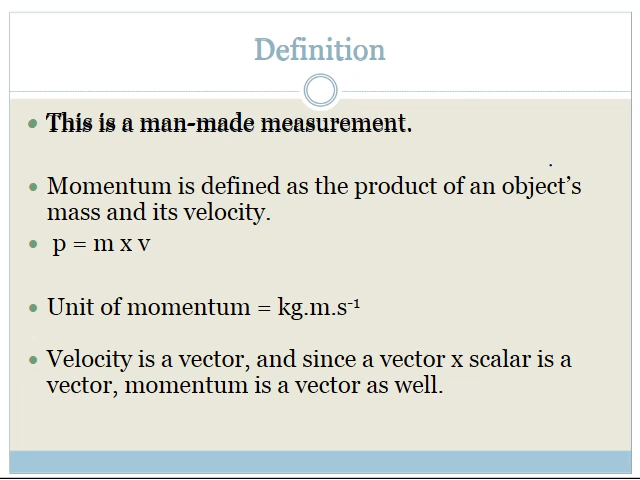 Definition
This is a man-made measurement.
.
Momentum is defined as the product of an object's
mass and its velocity.
p = m x v
Unit of momentum = kg.m.s⁻¹
Velocity is a vector, and since a vector x scalar is a
vector, momentum is a vector as well.